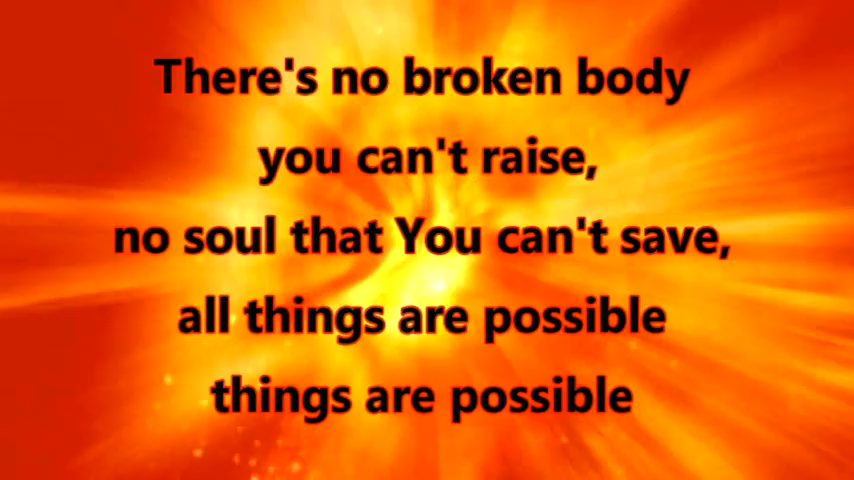 There's no broken body
you can't raise,
no soul that You can't save,
all things are possible
things are possible